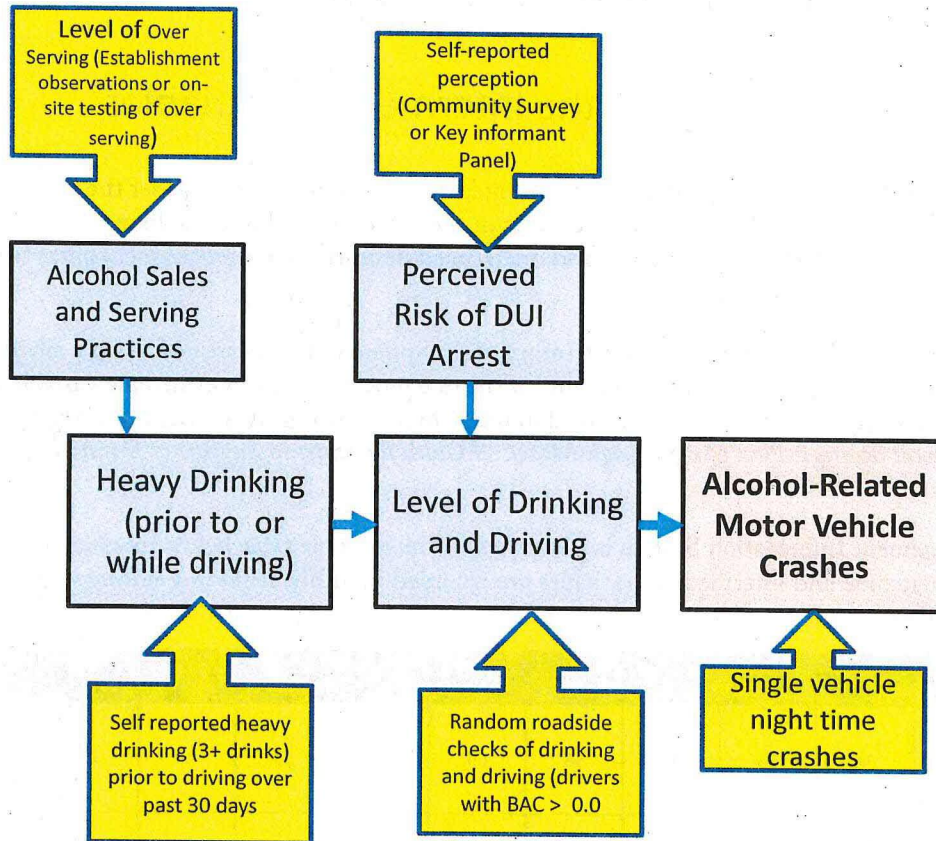 Level of Over
Serving (Establishment
observations or on-
site testing of over
serving)
Self-reported
perception
(Community Survey
or Key informant
Panel)
Alcohol Sales
and Serving
Practices
Perceived
Risk of DUI
Arrest
Heavy Drinking
(prior to or
while driving)
Level of Drinking
and Driving
Alcohol-Related
Motor Vehicle
Crashes
Self reported heavy
drinking (3+ drinks)
prior to driving over
past 30 days
Random roadside
checks of drinking
and driving (drivers
with BAC > 0.0
Single vehicle
night time
crashes